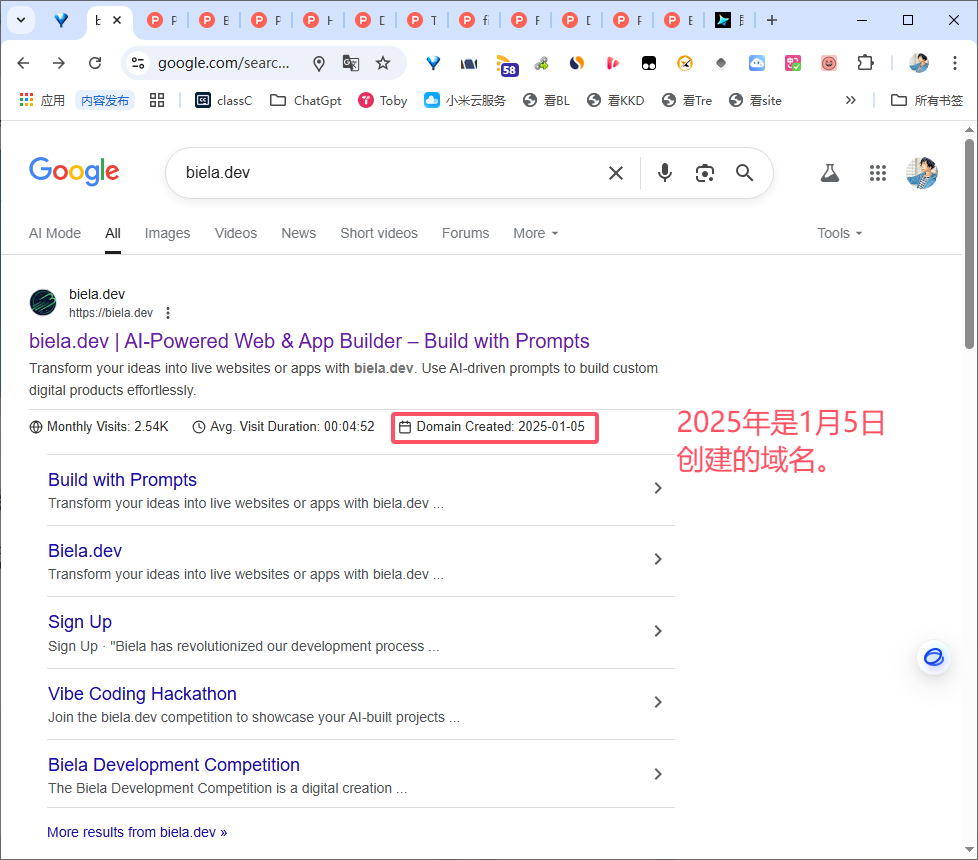 b
P
B
P
H
D
T
f
F
D
F
E
google.com/searc...
58
应用
内容发布
classC
ChatGpt
Toby
小米云服务
看BL
看KKD
看Tre
看site
所有书签
Google
biela.dev
AI Mode
All
Images
Videos
News
Short videos
Forums
More
Tools
biela.dev
https://biela.dev
biela.dev | AI-Powered Web & App Builder – Build with Prompts
Transform your ideas into live websites or apps with biela.dev. Use AI-driven prompts to build custom
digital products effortlessly.
Monthly Visits: 2.54K
Avg. Visit Duration: 00:04:52
Domain Created: 2025-01-05
2025年是1月5日
创建的域名。
Build with Prompts
Transform your ideas into live websites or apps with biela.dev ...
Biela.dev
Transform your ideas into live websites or apps with biela.dev ...
Sign Up
Sign Up · "Biela has revolutionized our development process ...
Vibe Coding Hackathon
Join the biela.dev competition to showcase your AI-built projects ...
Biela Development Competition
The Biela Development Competition is a digital creation ...
More results from biela.dev »